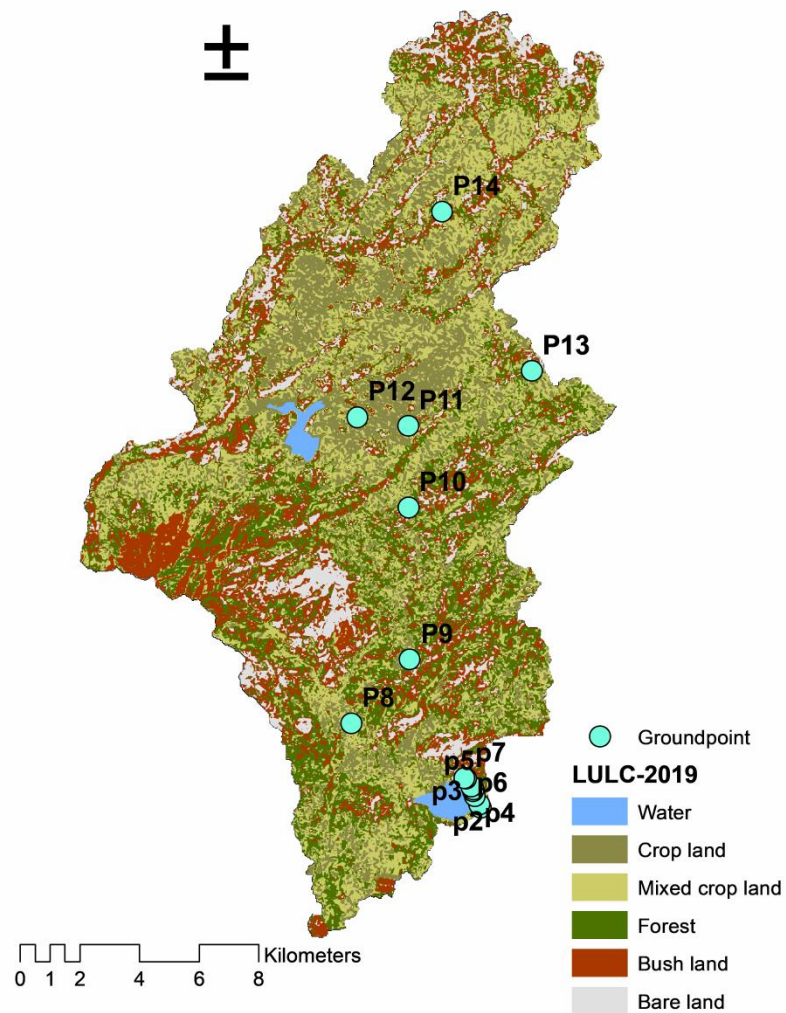 ±
P14
P13
P12
P11
P10
P9
P8
p7
p5
p6
p3
p4
p2
Groundpoint
LULC-2019
Water
Crop land
Mixed crop land
Forest
Bush land
Bare land
Kilometers
0 1 2 4 6 8